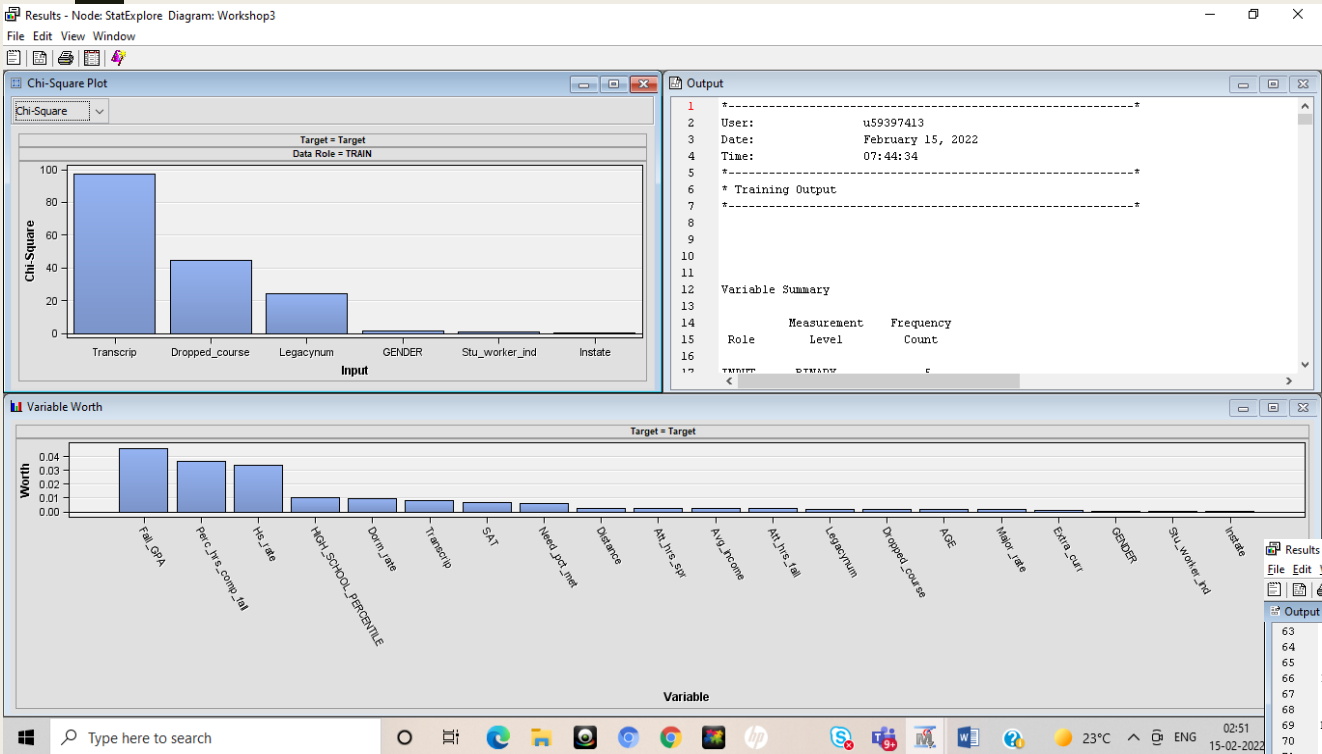 Results - Node: StatExplore Diagram: Workshop3
File Edit View Window
Chi-Square Plot
Chi-Square
Target = Target
Data Role = TRAIN
Chi-Square
100
80
60
40
20
0
Transcrip Dropped_course Legacynum GENDER Stu_worker_ind Instate
Input
Output
1 *------------------------------------------------------------*
2 User: u59397413
3 Date: February 15, 2022
4 Time: 07:44:34
5 *------------------------------------------------------------*
6 * Training Output
7 *------------------------------------------------------------*
8
9
10
11
12 Variable Summary
13
14 Measurement Frequency
15 Role Level Count
16
17 INPUT BINARY 5
Variable Worth
Target = Target
Worth
0.04
0.03
0.02
0.01
0.00
Fall_GPA Perc_hrs_comp_fall Hs_rate HIGH_SCHOOL_PERCENTILE Dorm_rate Transcrip SAT Need_pct_met Distance Att_hrs_spr Avg_income Att_hrs_fall Legacynum Dropped_course AGE Major_rate Extra_curr GENDER Stu_worker_ind Instate
Variable
Results
File Edit
Output
63
64
65
66
67
68
69
70
Type here to search
hp
9+
23°C ENG
02:51
15-02-2022